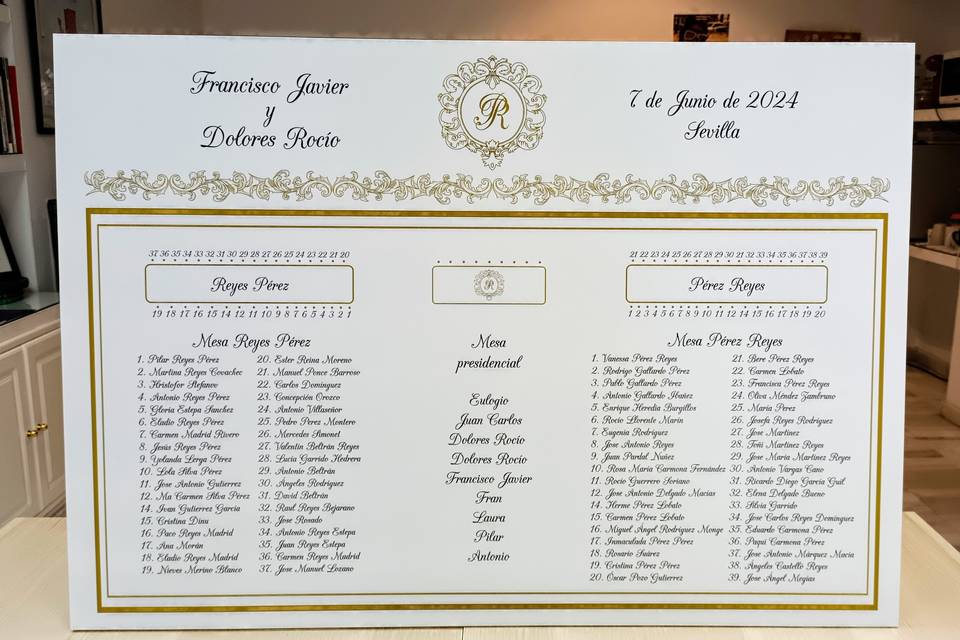 Francisco Javier
y
Dolores Rocío
R
7 de Junio de 2024
Sevilla
37 36 35 34 33 32 31 30 29 28 27 26 25 24 23 22 21 20
Reyes Pérez
19 18 17 16 15 14 13 12 11 10 9 8 7 6 5 4 3 2 1
R
21 22 23 24 25 26 27 28 29 30 31 32 33 34 35 36 37 38 39
Pérez Reyes
1 2 3 4 5 6 7 8 9 10 11 12 13 14 15 16 17 18 19 20
Mesa Reyes Pérez
1. Pilar Reyes Pérez
2. Martina Reyes Covachec
3. Hristofor Stefanov
4. Antonio Reyes Pérez
5. Gloria Estepa Sanchez
6. Eladio Reyes Pérez
7. Carmen Madrid Rivero
8. Jesús Reyes Pérez
9. Yolanda Lerga Pérez
10. Lola Silva Pérez
11. Jose Antonio Gutierrez
12. Ma Carmen Silva Pérez
14. Ivan Gutierrez Garcia
15. Cristina Dinu
16. Paco Reyes Madrid
17. Ana Morán
18. Eladio Reyes Madrid
19. Nieves Merino Blanco
20. Ester Reina Moreno
21. Manuel Ponce Barroso
22. Carlos Dominguez
23. Concepción Orozco
24. Antonio Villaseñor
25. Pedro Perez Montero
26. Mercedes Simonet
27. Valentin Beltrán Reyes
28. Lucia Garrido Hedrera
29. Antonio Beltrán
30. Ángeles Rodriguez
31. David Beltrán
32. Raul Reyes Bejarano
33. Jose Rosado
34. Antonio Reyes Estepa
35. Juan Reyes Estepa
36. Carmen Reyes Madrid
37. Jose Manuel Lozano
Mesa
presidencial
Eulogio
Juan Carlos
Dolores Rocío
Dolores Rocío
Francisco Javier
Fran
Laura
Pilar
Antonio
Mesa Pérez Reyes
1. Vanessa Pérez Reyes
2. Rodrigo Gallardo Pérez
3. Pablo Gallardo Pérez
4. Antonio Gallardo Ibañez
5. Enrique Heredia Burgillos
6. Rocío Llorente Marín
7. Eugenia Rodríguez
8. Jose Antonio Reyes
9. Juan Pardal Nuñez
10. Rosa María Carmona Fernández
11. Rocío Guerrero Soriano
12. Jose Antonio Delgado Macias
14. Herme Pérez Lobato
15. Carmen Pérez Lobato
16. Miguel Ángel Rodriguez Monge
17. Inmaculada Pérez Pérez
18. Rosario Suárez
19. Cristina Pérez Pérez
20. Óscar Pozo Gutierrez
21. Bere Pérez Reyes
22. Carmen Lobato
23. Francisca Pérez Reyes
24. Oliva Méndez Zambruno
25. María Perez
26. Josefa Reyes Rodriguez
27. Jose Martinez
28. Toñi Martinez Reyes
29. Jose Maria Martinez Reyes
30. Antonio Vargas Cano
31. Ricardo Diego Garcia Guil
32. Elena Delgado Bueno
33. Silvia Garrido
34. Jose Carlos Reyes Dominguez
35. Eduardo Carmona Pérez
36. Paqui Carmona Pérez
37. Jose Antonio Márquez Macia
38. Ángeles Castelló Reyes
39. Jose Ángel Megias